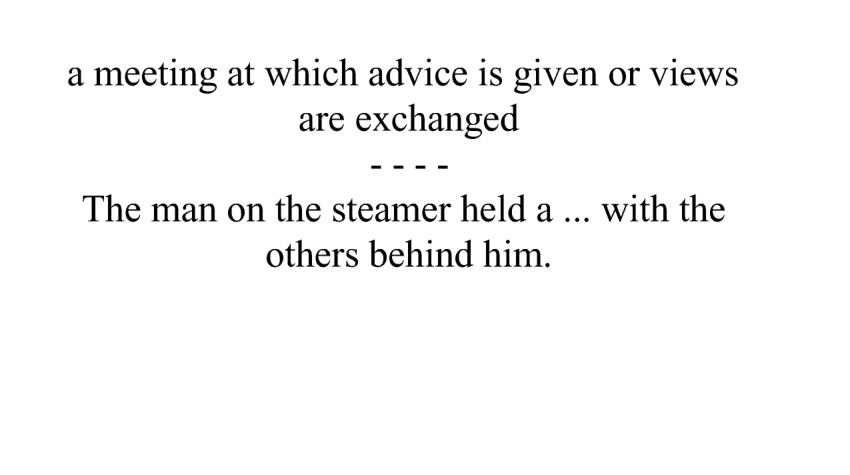 a meeting at which advice is given or views
are exchanged
- - - -
The man on the steamer held a ... with the
others behind him.